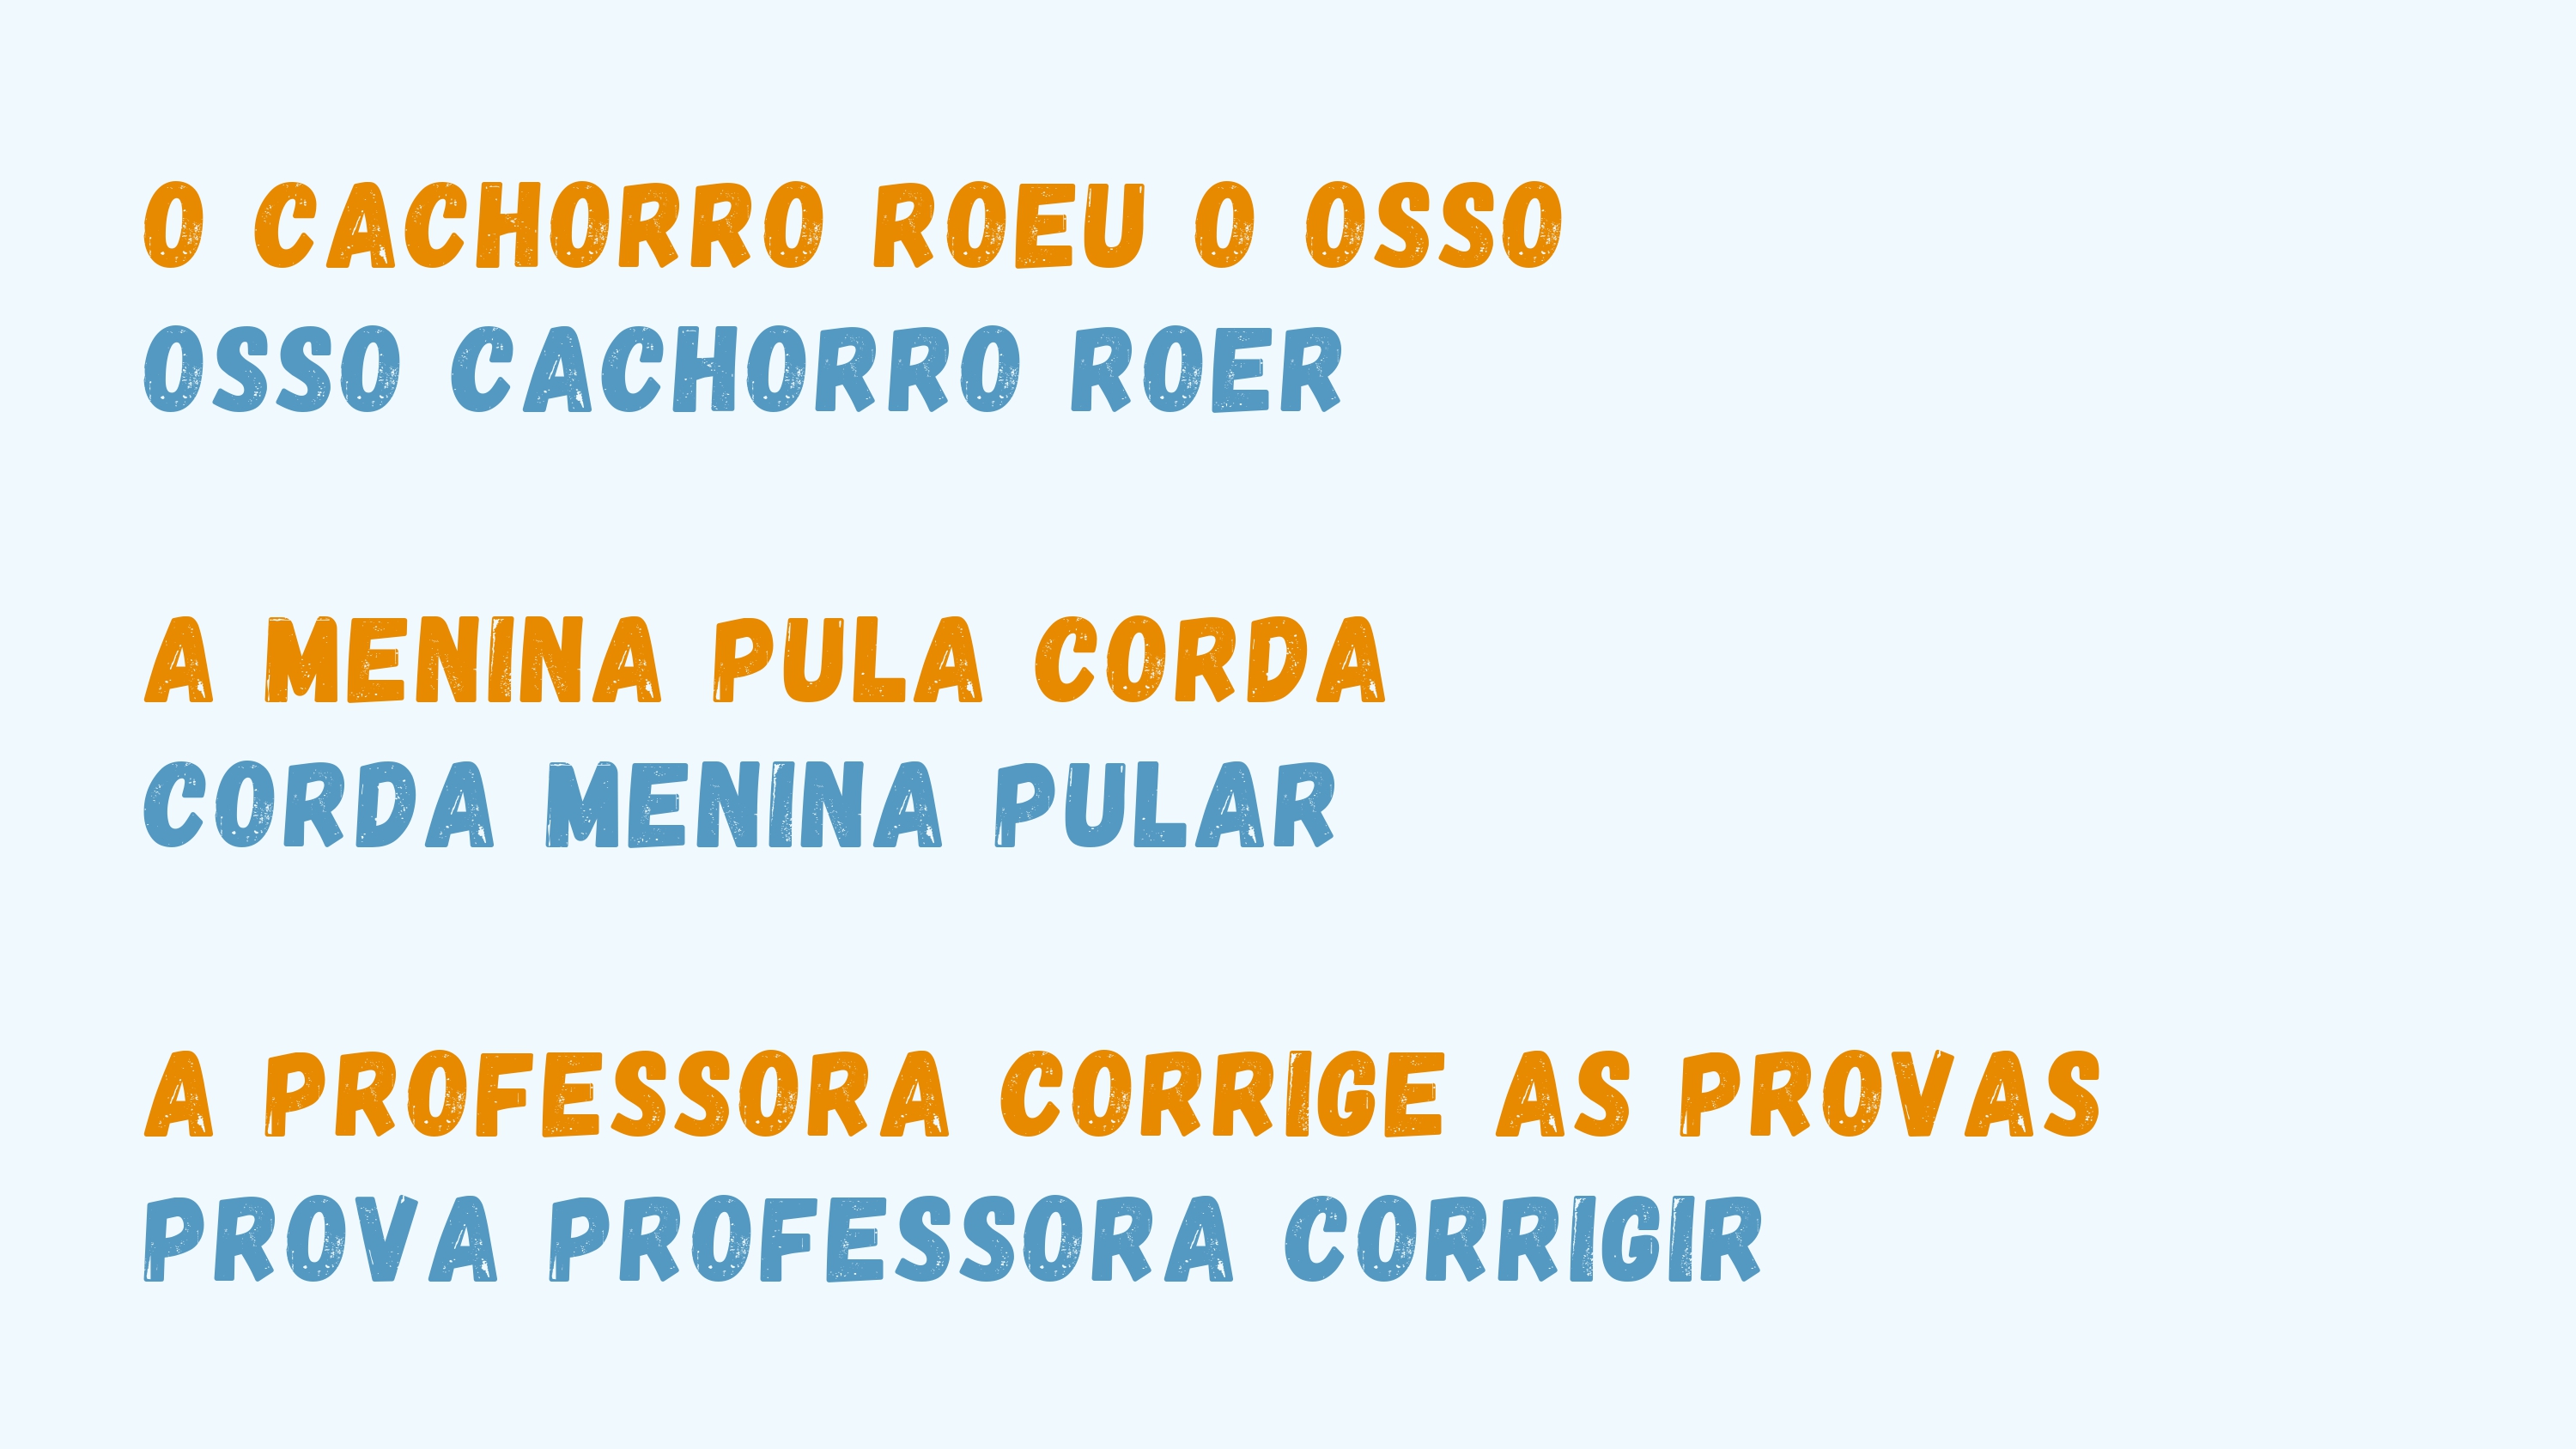 O CACHORRO ROEU O OSSO
OSSO CACHORRO ROER
A MENINA PULA CORDA
CORDA MENINA PULAR
A PROFESSORA CORRIGE AS PROVAS
PROVA PROFESSORA CORRIGIR